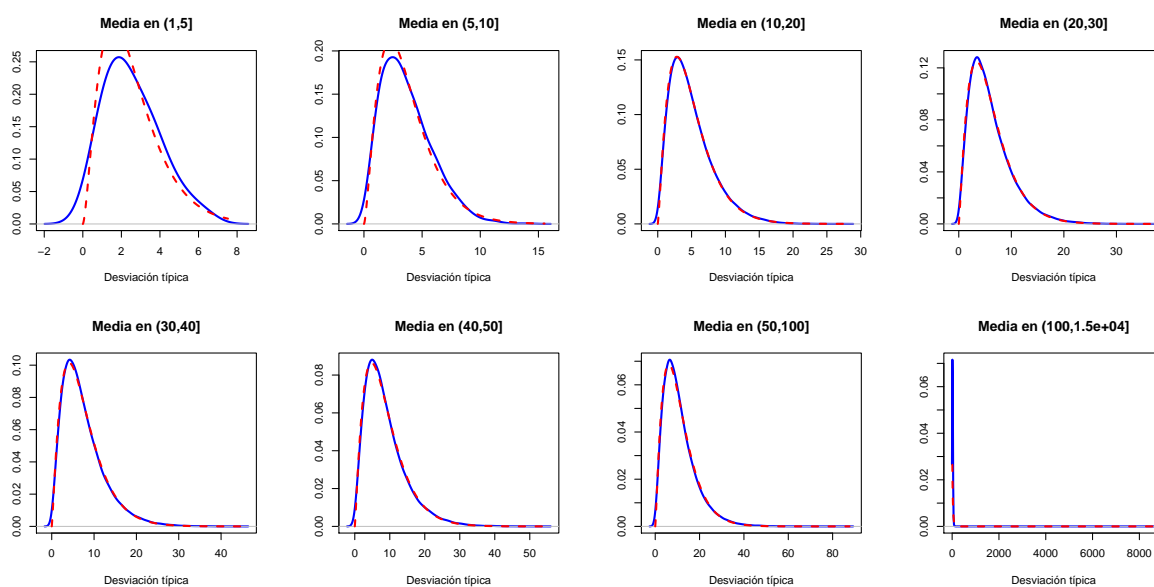 Media en (1,5]
0.00 0.05 0.10 0.15 0.20 0.25
−2 0 2 4 6 8
Desviación típica
Media en (5,10]
0.00 0.05 0.10 0.15 0.20
0 5 10 15
Desviación típica
Media en (10,20]
0.00 0.05 0.10 0.15
0 5 10 15 20 25 30
Desviación típica
Media en (20,30]
0.00 0.04 0.08 0.12
0 10 20 30
Desviación típica
Media en (30,40]
0.00 0.02 0.04 0.06 0.08 0.10
0 10 20 30 40
Desviación típica
Media en (40,50]
0.00 0.02 0.04 0.06 0.08
0 10 20 30 40 50
Desviación típica
Media en (50,100]
0.00 0.02 0.04 0.06
0 20 40 60 80
Desviación típica
Media en (100,1.5e+04]
0.00 0.02 0.04 0.06
0 2000 4000 6000 8000
Desviación típica